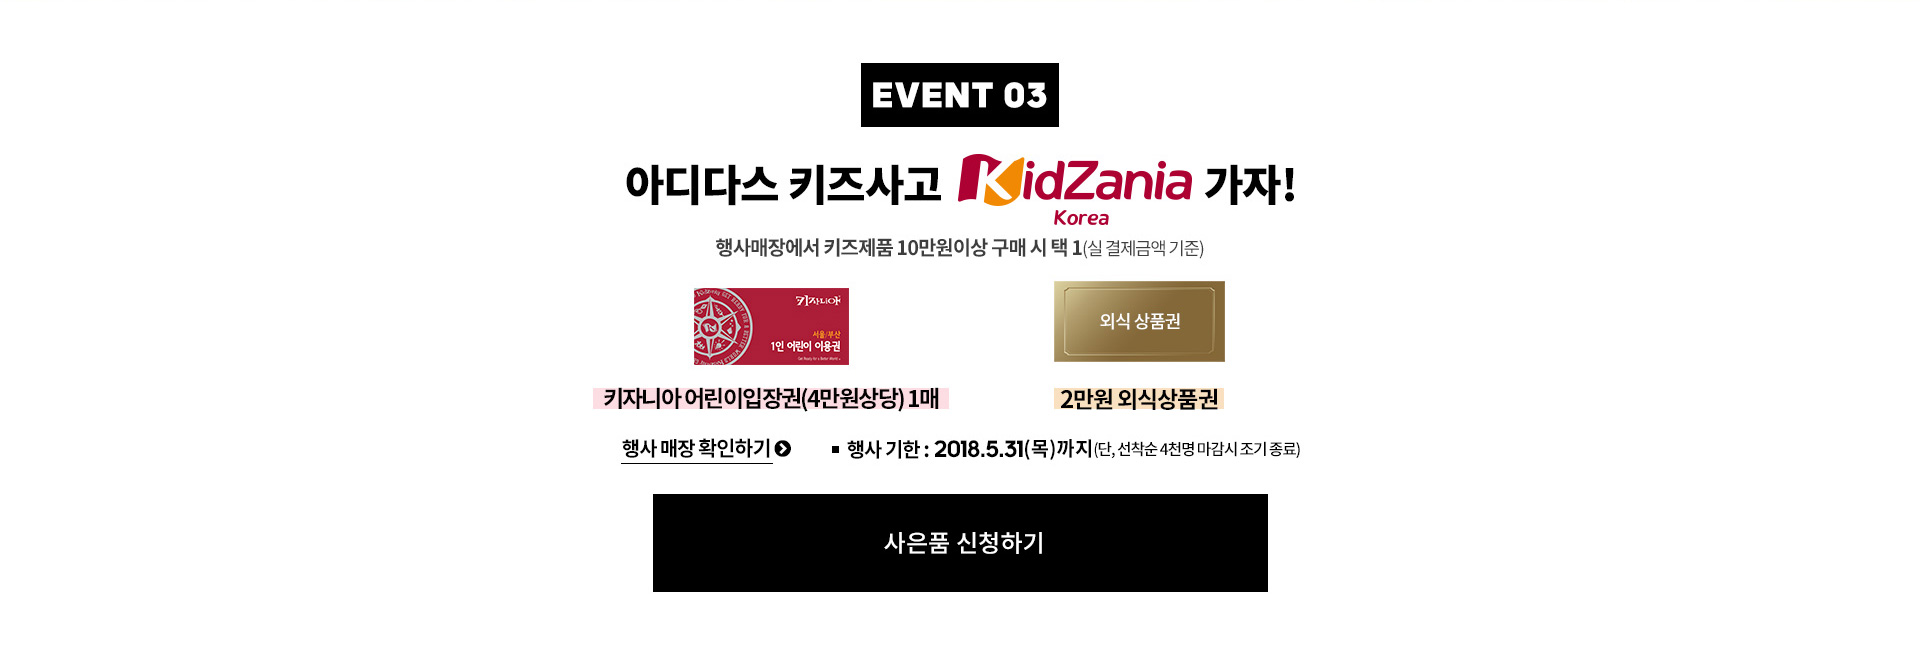 EVENT 03
아디다스 키즈사고 KidZania Korea 가자!
행사매장에서 키즈제품 10만원이상 구매 시 택 1(실 결제금액 기준)
키자니아
서울/부산
1인 어린이 이용권
Get Ready for a Better World
외식 상품권
키자니아 어린이입장권(4만원상당) 1매
2만원 외식상품권
행사 매장 확인하기
▪ 행사 기한 : 2018.5.31(목)까지(단, 선착순 4천명 마감시 조기 종료)
사은품 신청하기